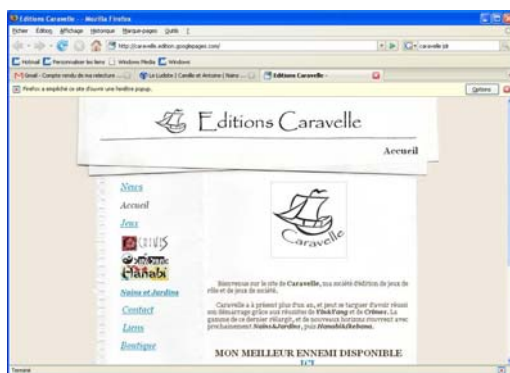 Editions Caravelle - - Mozilla Firefox
Fichier Edition Affichage Historique Marque-pages Outils ?
http://caravelle.edition.googlepages.com/
caravelle jdr
Hotmail Personnaliser les liens Windows Media Windows
Gmail - Compte rendu de ma relecture ...
Le Ludiste | Camille et Antoine | Nains ...
Editions Caravelle -
Firefox a empêché ce site d'ouvrir une fenêtre popup.
Options
Editions Caravelle
Accueil
News
Accueil
Jeux
CRIMES
Hanabi
Nains et Jardins
Contact
Liens
Boutique
Caravelle
Bienvenue sur le site de Caravelle, ma société d'édition de jeux de
rôle et de jeux de société.
Caravelle a à présent plus d'un an, et peut se targuer d'avoir réussi
son démarrage grâce aux réussites de Yin&Yang et de Crimes. La
gamme de ce dernier s'élargit, et de nouveaux horizons s'ouvrent avec
prochainement Nains&Jardins, puis Hanabi&Ikebana.
MON MEILLEUR ENNEMI DISPONIBLE
ICI
Terminé